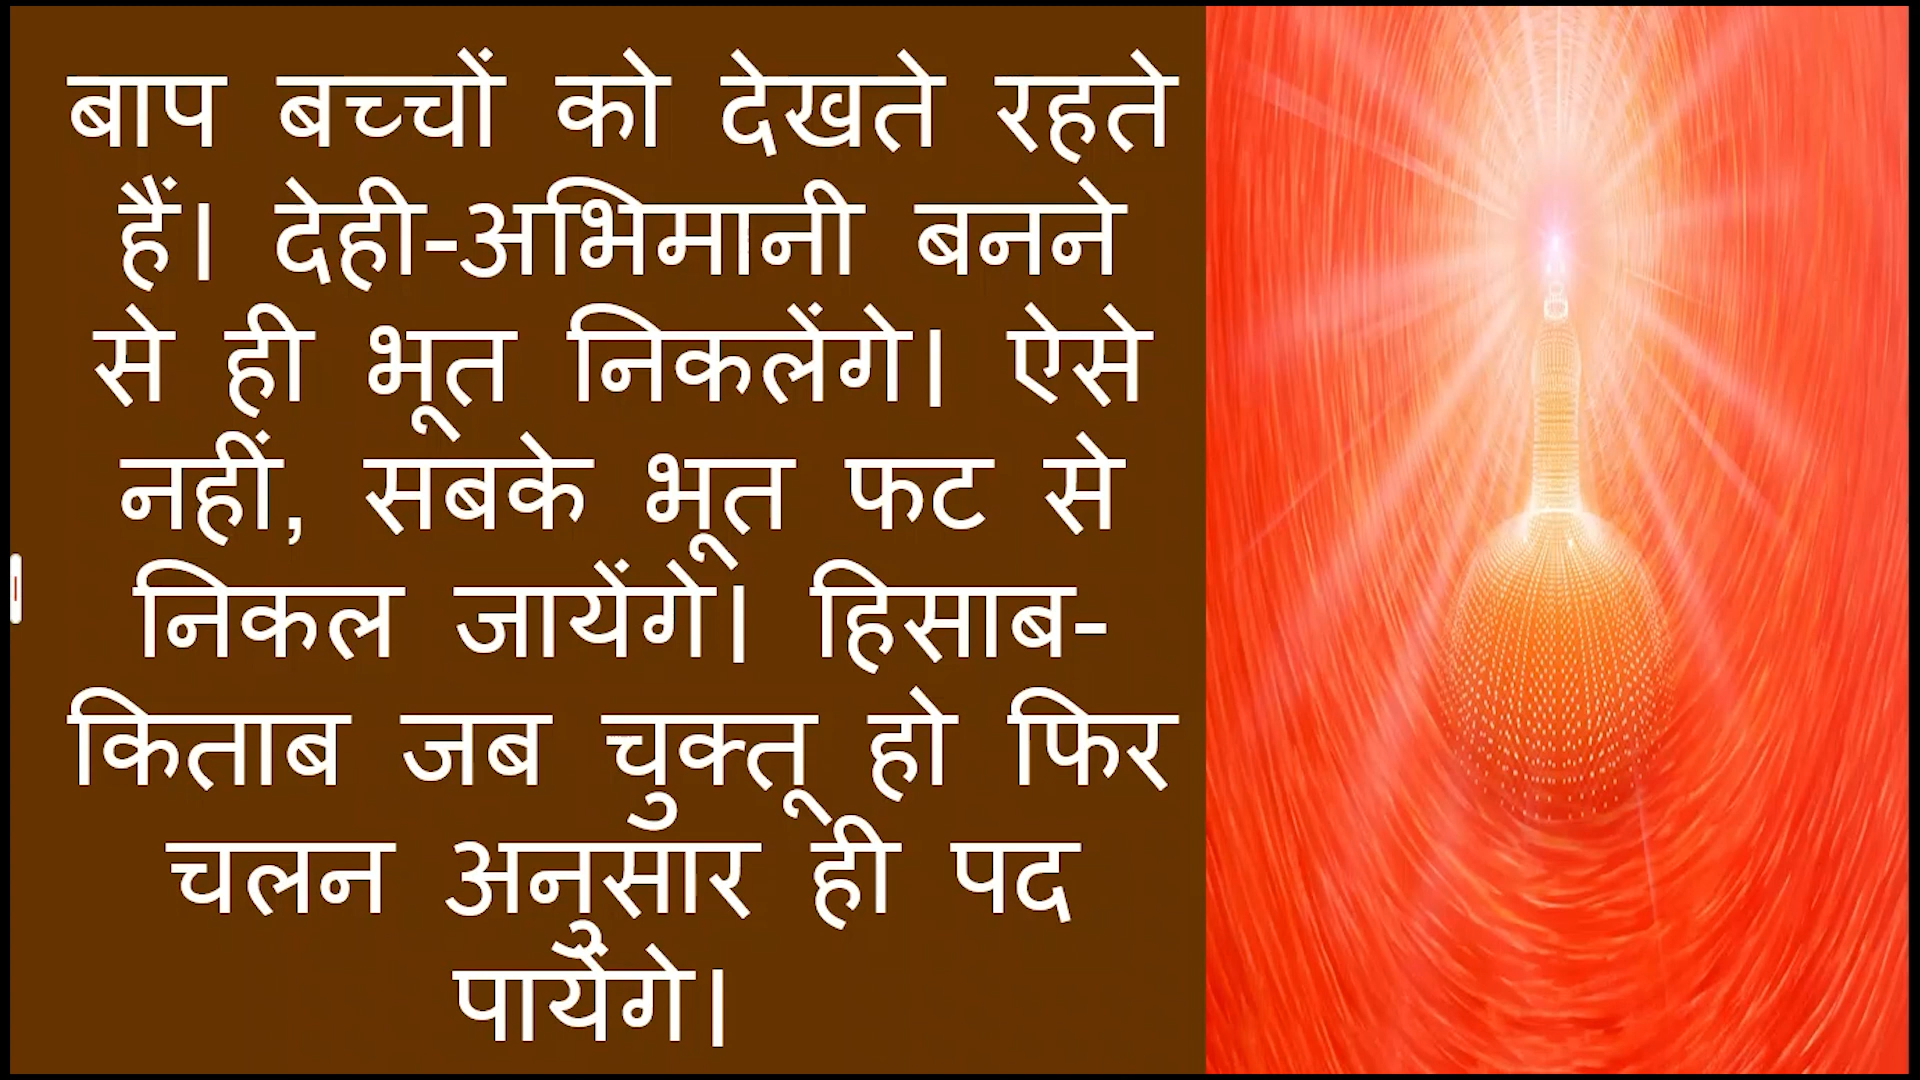 बाप बच्चों को देखते रहते
हैं। देही-अभिमानी बनने
से ही भूत निकलेंगे। ऐसे
नहीं, सबके भूत फट से
निकल जायेंगे। हिसाब-
किताब जब चुक्तू हो फिर
चलन अनुसार ही पद
पायेंगे।